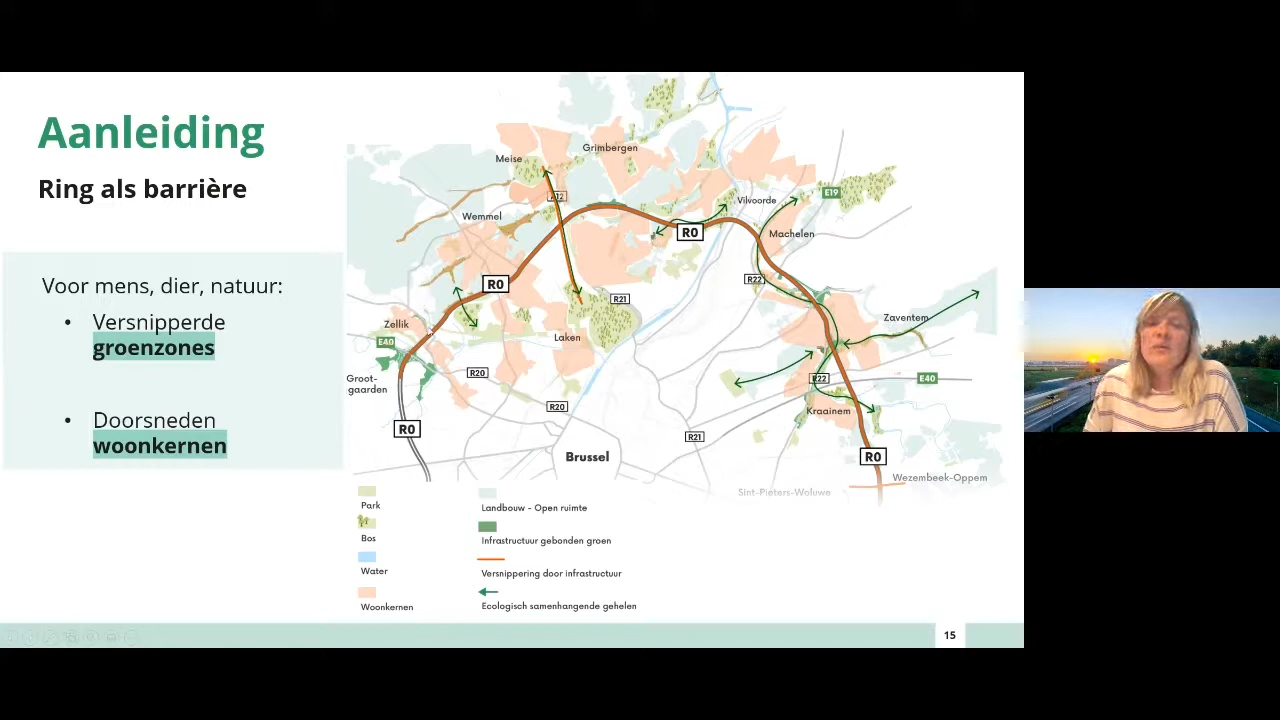 Aanleiding
Ring als barrière
Voor mens, dier, natuur:
• Versnipperde
groenzones
• Doorsneden
woonkernen
Grimbergen
Meise
A12
E19
Vilvoorde
Wemmel
R0
Machelen
R22
R0
R21
Zaventem
Zellik
Laken
E40
R20
R22
E40
Groot-
gaarden
R20
Kraainem
R0
R21
Brussel
R0
Wezembeek-Oppem
Sint-Pieters-Woluwe
Park
Landbouw - Open ruimte
Bos
Infrastructuur gebonden groen
Water
Versnippering door infrastructuur
Woonkernen
Ecologisch samenhangende gehelen
15